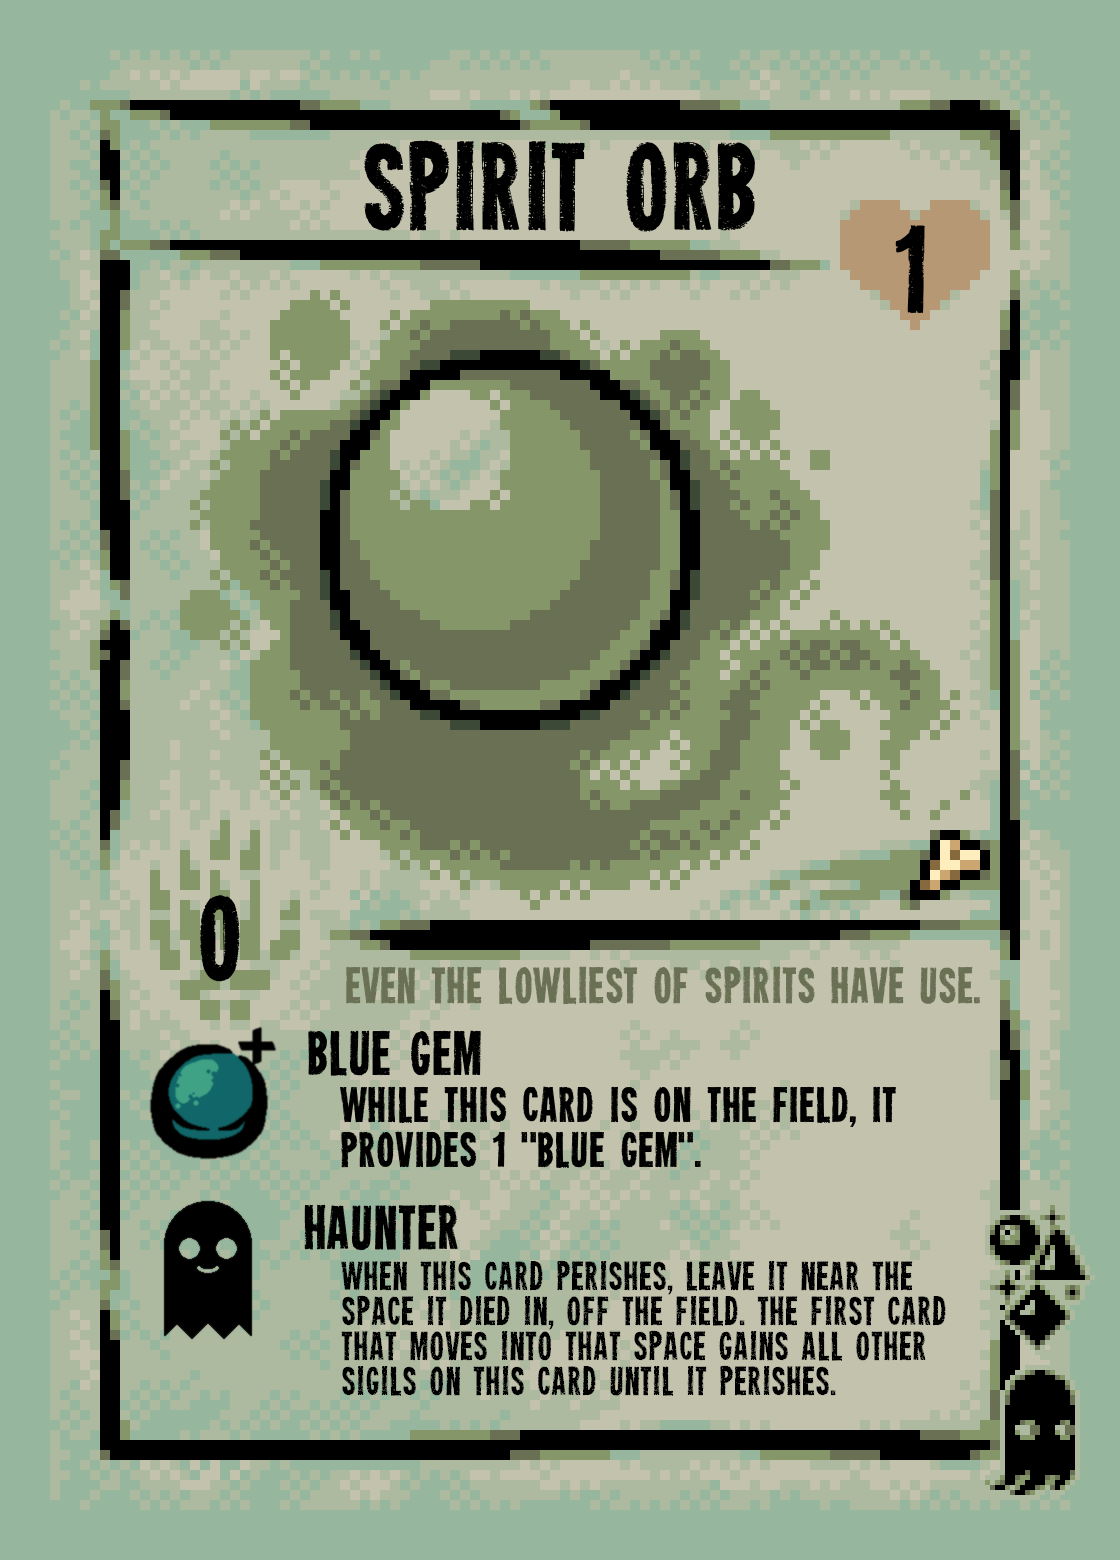 SPIRIT ORB
1
0
EVEN THE LOWLIEST OF SPIRITS HAVE USE.
BLUE GEM
WHILE THIS CARD IS ON THE FIELD, IT
PROVIDES 1 "BLUE GEM".
HAUNTER
WHEN THIS CARD PERISHES, LEAVE IT NEAR THE
SPACE IT DIED IN, OFF THE FIELD. THE FIRST CARD
THAT MOVES INTO THAT SPACE GAINS ALL OTHER
SIGILS ON THIS CARD UNTIL IT PERISHES.